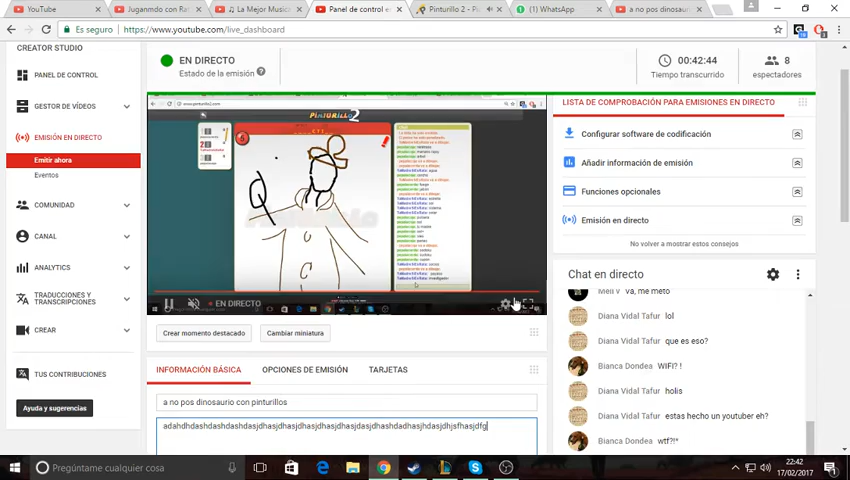 YouTube
Juganmdo con Rat
La Mejor Music
Panel de control e
Pinturillo 2 - Pi
(1) WhatsApp
a no pos dinosaur
Es seguro
https://www.youtube.com/live_dashboard
CREATOR STUDIO
PANEL DE CONTROL
GESTOR DE VÍDEOS
EMISIÓN EN DIRECTO
Emitir ahora
Eventos
COMUNIDAD
CANAL
ANALYTICS
TRADUCCIONES Y
TRANSCRIPCIONES
CREAR
TUS CONTRIBUCIONES
Ayuda y sugerencias
EN DIRECTO
Estado de la emisión
00:42:44
Tiempo transcurrido
8
espectadores
PINTURILLO 2
Q
EN DIRECTO
Crear momento destacado
Cambiar miniatura
INFORMACIÓN BÁSICA
OPCIONES DE EMISIÓN
TARJETAS
a no pos dinosaurio con pinturillos
adahdhdashdashdashdasjdhasjdhasjdhasjdhasjdhasjdasjdhashdadhasjhdasjdhjsfhasjdfg
LISTA DE COMPROBACIÓN PARA EMISIONES EN DIRECTO
Configurar software de codificación
Añadir información de emisión
Funciones opcionales
Emisión en directo
No volver a mostrar estos consejos
Chat en directo
Meli V va, me meto
Diana Vidal Tafur lol
Diana Vidal Tafur que es eso?
Bianca Dondea WIFI? !
Diana Vidal Tafur holis
Diana Vidal Tafur estas hecho un youtuber eh?
Bianca Dondea wtf?!*
Pregúntame cualquier cosa
22:42
17/02/2017